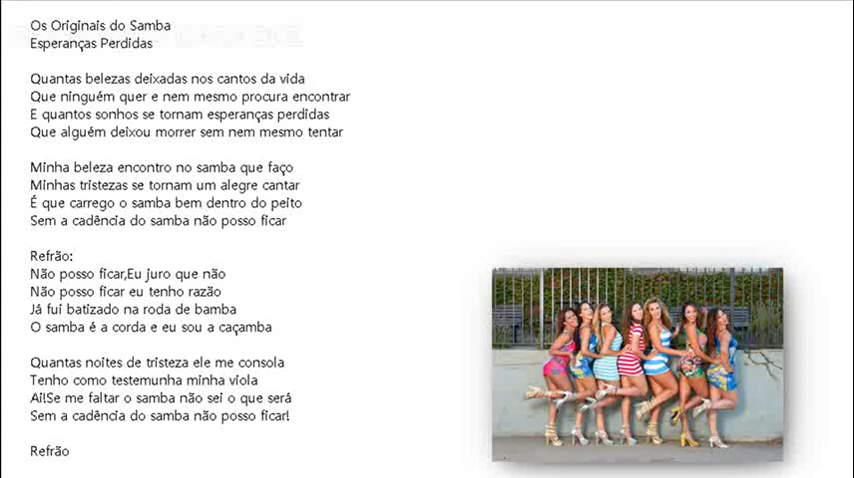 Os Originais do Samba
Esperanças Perdidas
Quantas belezas deixadas nos cantos da vida
Que ninguém quer e nem mesmo procura encontrar
E quantos sonhos se tornam esperanças perdidas
Que alguém deixou morrer sem nem mesmo tentar
Minha beleza encontro no samba que faço
Minhas tristezas se tornam um alegre cantar
É que carrego o samba bem dentro do peito
Sem a cadência do samba não posso ficar
Refrão:
Não posso ficar,Eu juro que não
Não posso ficar eu tenho razão
Já fui batizado na roda de bamba
O samba é a corda e eu sou a caçamba
Quantas noites de tristeza ele me consola
Tenho como testemunha minha viola
Ai!Se me faltar o samba não sei o que será
Sem a cadência do samba não posso ficar!
Refrão